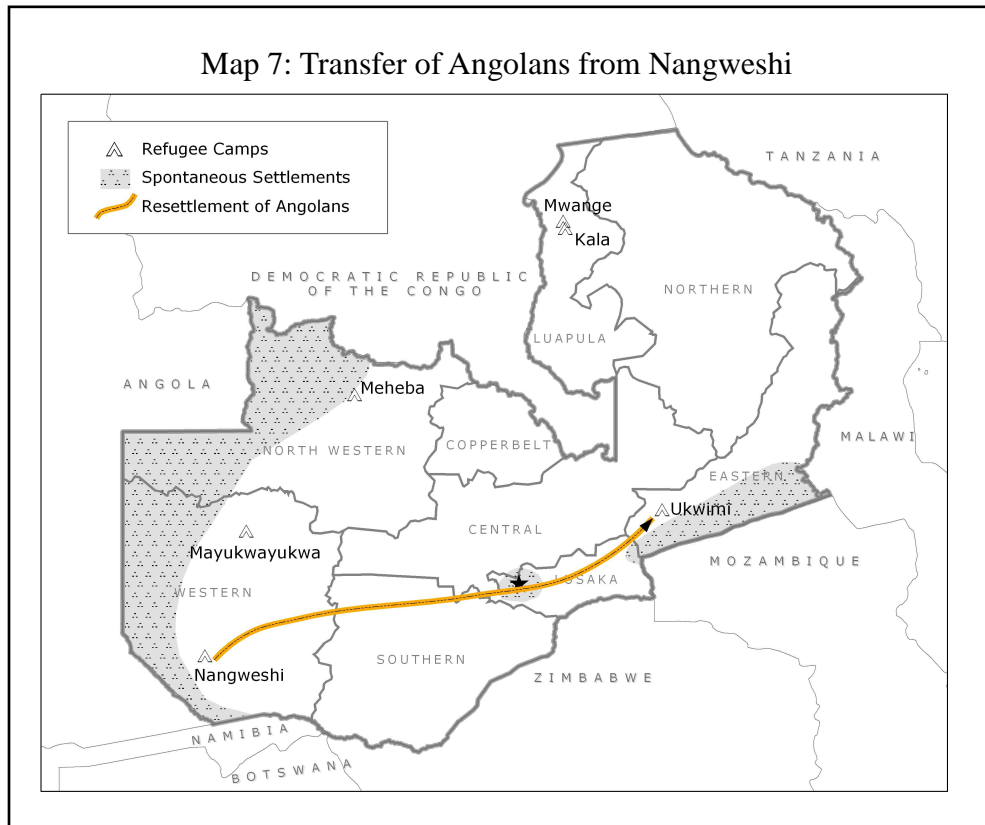 Map 7: Transfer of Angolans from Nangweshi
Refugee Camps
Spontaneous Settlements
Resettlement of Angolans
TANZANIA
Mwange
Kala
DEMOCRATIC REPUBLIC
OF THE CONGO
NORTHERN
LUAPULA
ANGOLA
Meheba
MALAWI
NORTH WESTERN
COPPERBELT
EASTERN
Ukwimi
CENTRAL
Mayukwayukwa
MOZAMBIQUE
LUSAKA
WESTERN
Nangweshi
SOUTHERN
ZIMBABWE
NAMIBIA
BOTSWANA